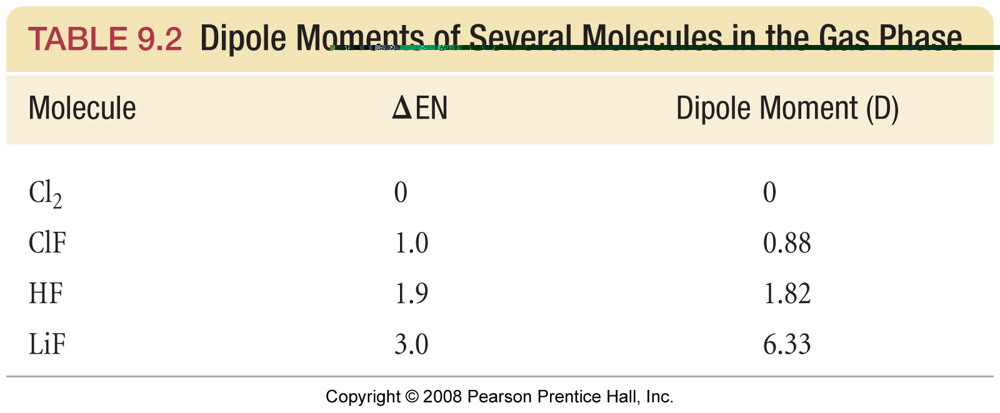 TABLE 9.2 Dipole Moments of Several Molecules in the Gas Phase
Molecule ΔEN Dipole Moment (D)
Cl₂ 0 0
ClF 1.0 0.88
HF 1.9 1.82
LiF 3.0 6.33
Copyright © 2008 Pearson Prentice Hall, Inc.